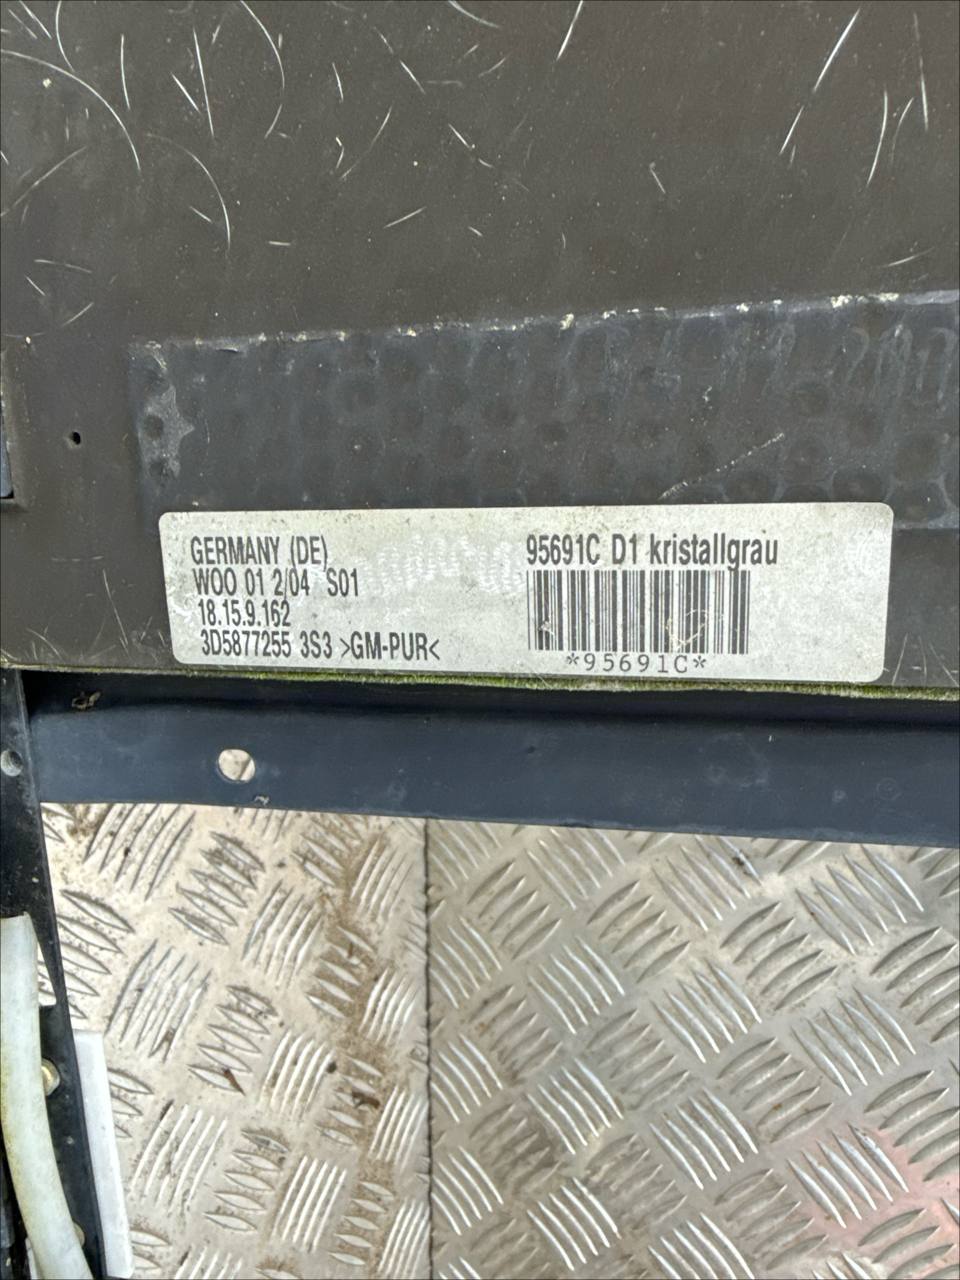 GERMANY (DE)
WOO 01 2/04 S01
18.15.9.162
3D5877255 3S3 >GM-PUR<
95691C D1 kristallgrau
*95691C*